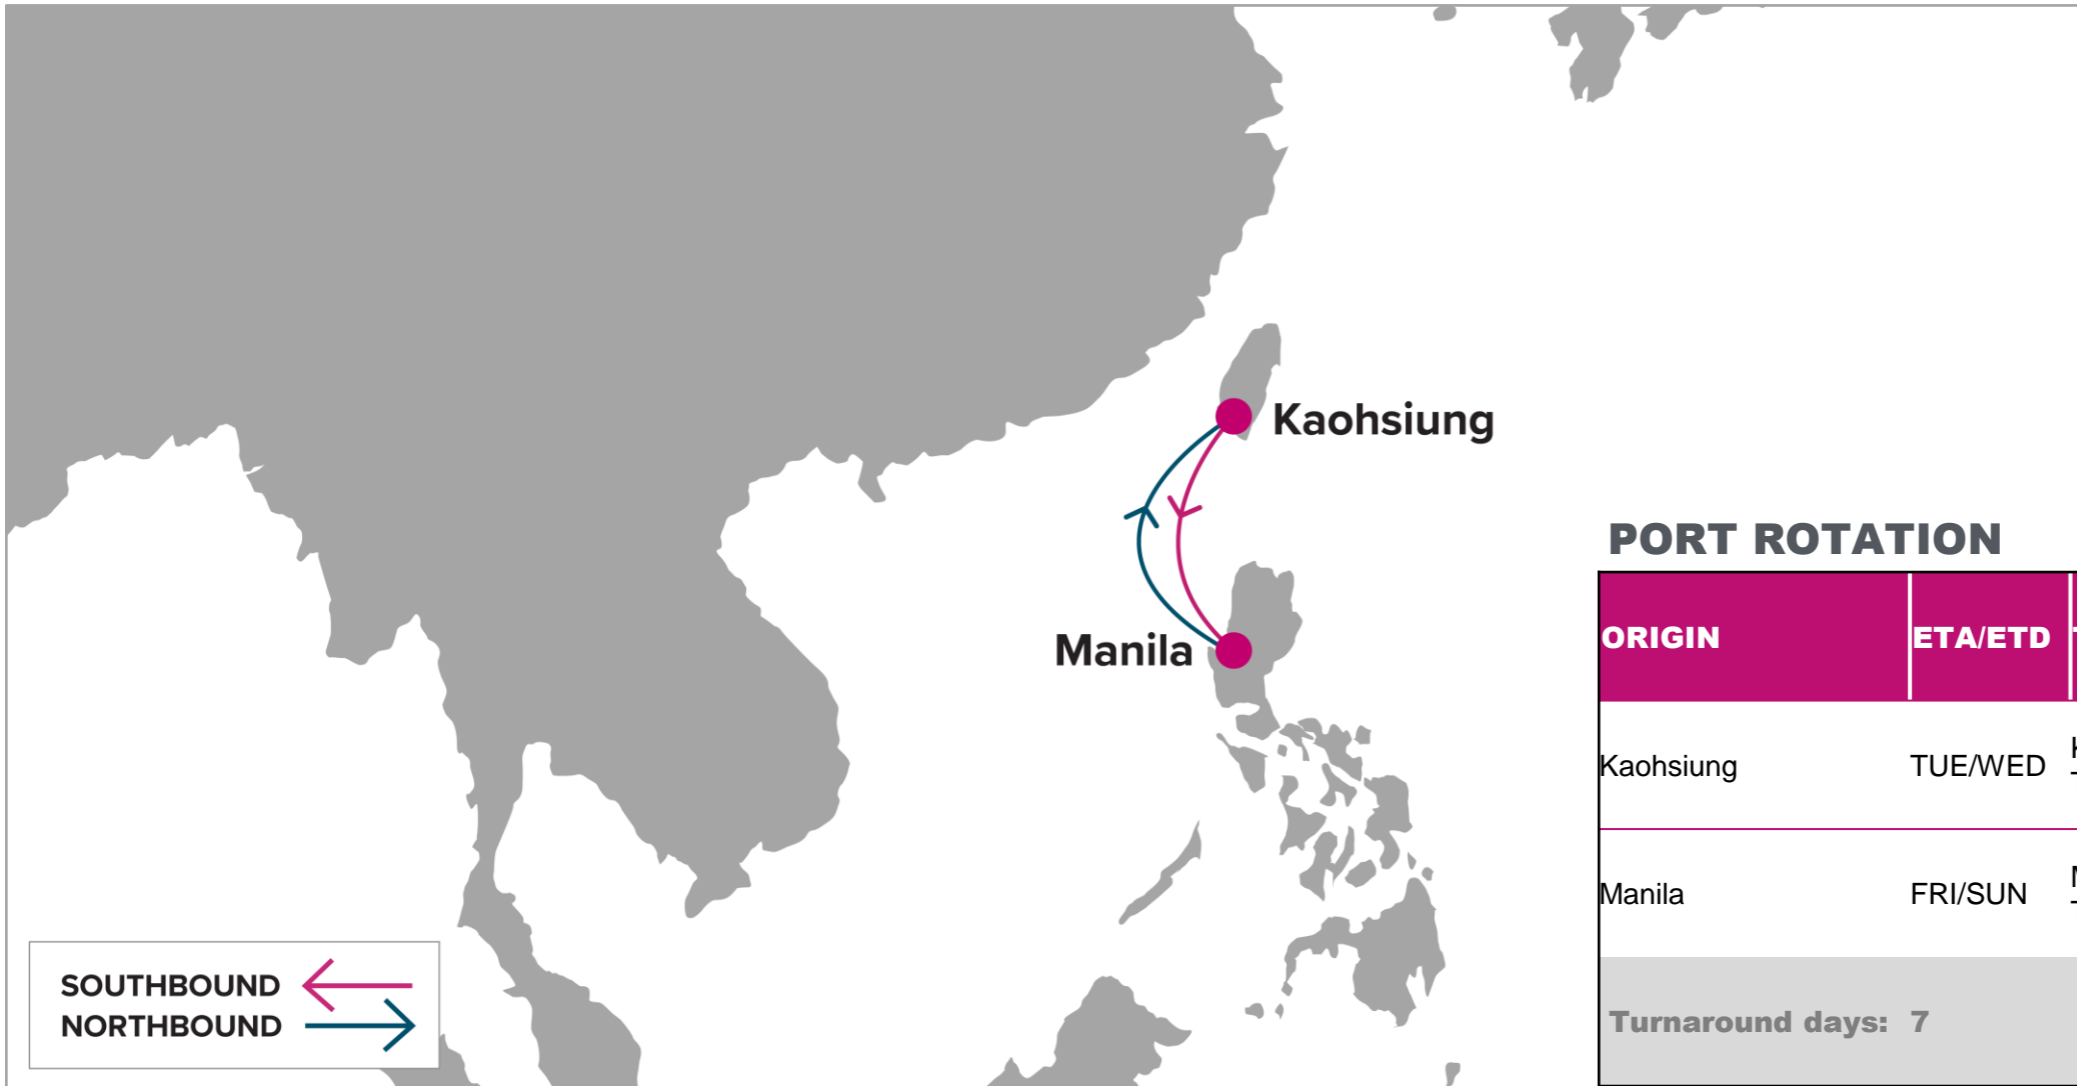 Kaohsiung
Manila
SOUTHBOUND
NORTHBOUND
PORT ROTATION
ORIGIN ETA/ETD
Kaohsiung TUE/WED
Manila FRI/SUN
Turnaround days: 7